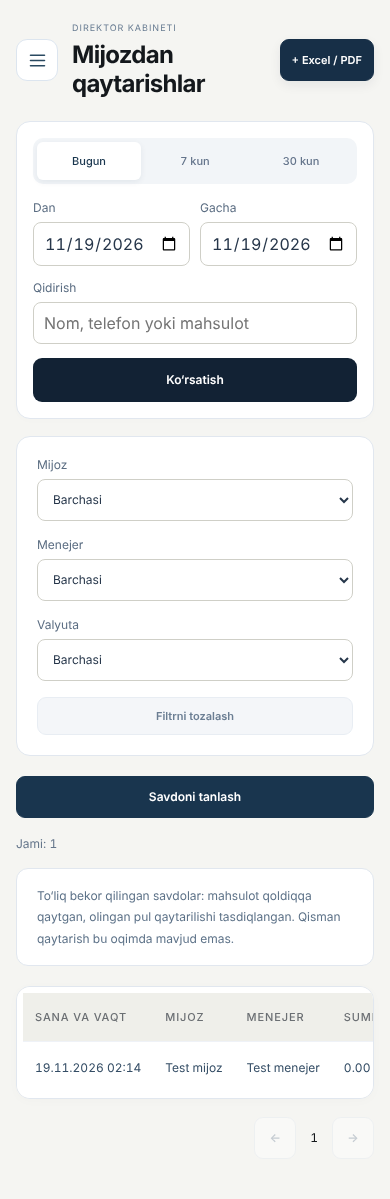 DIREKTOR KABINETI
Mijozdan
qaytarishlar
+ Excel / PDF
Bugun
7 kun
30 kun
Dan
Gacha
11/19/2026
11/19/2026
Qidirish
Nom, telefon yoki mahsulot
Ko‘rsatish
Mijoz
Barchasi
Menejer
Barchasi
Valyuta
Barchasi
Filtrni tozalash
Savdoni tanlash
Jami: 1
To‘liq bekor qilingan savdolar: mahsulot qoldiqqa
qaytgan, olingan pul qaytarilishi tasdiqlangan. Qisman
qaytarish bu oqimda mavjud emas.
SANA VA VAQT MIJOZ MENEJER
19.11.2026 02:14 Test mijoz Test menejer 0.00
← 1 →